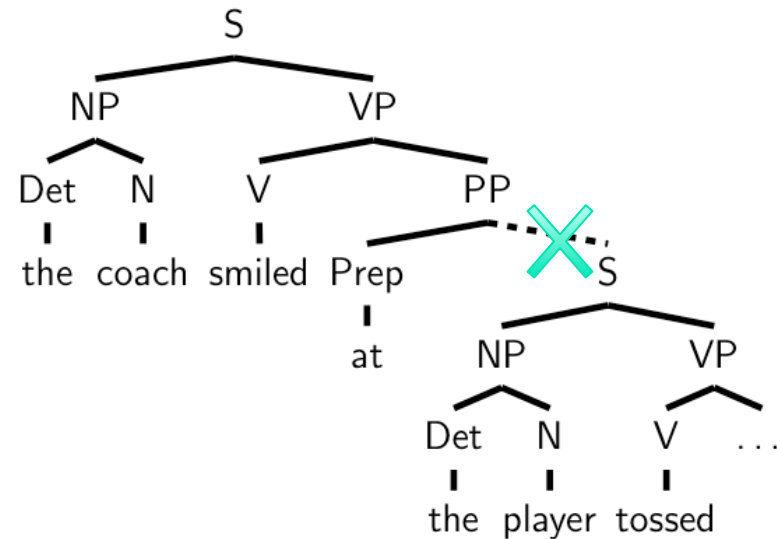 S
NP VP
Det N V PP
the coach smiled Prep S
at NP VP
Det N V ...
the player tossed